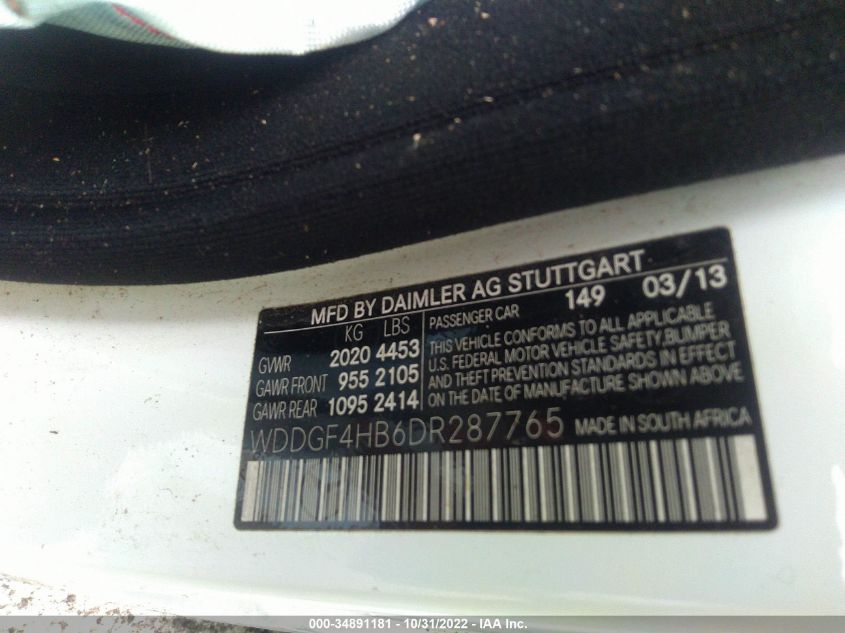 MFD BY DAIMLER AG STUTTGART
KG LBS
GVWR 2020 4453
GAWR FRONT 955 2105
GAWR REAR 1095 2414
PASSENGER CAR 149 03/13
THIS VEHICLE CONFORMS TO ALL APPLICABLE
U.S. FEDERAL MOTOR VEHICLE SAFETY, BUMPER
AND THEFT PREVENTION STANDARDS IN EFFECT
ON THE DATE OF MANUFACTURE SHOWN ABOVE
WDDGF4HB6DR287765 MADE IN SOUTH AFRICA
000-34891181 - 10/31/2022 - IAA Inc.